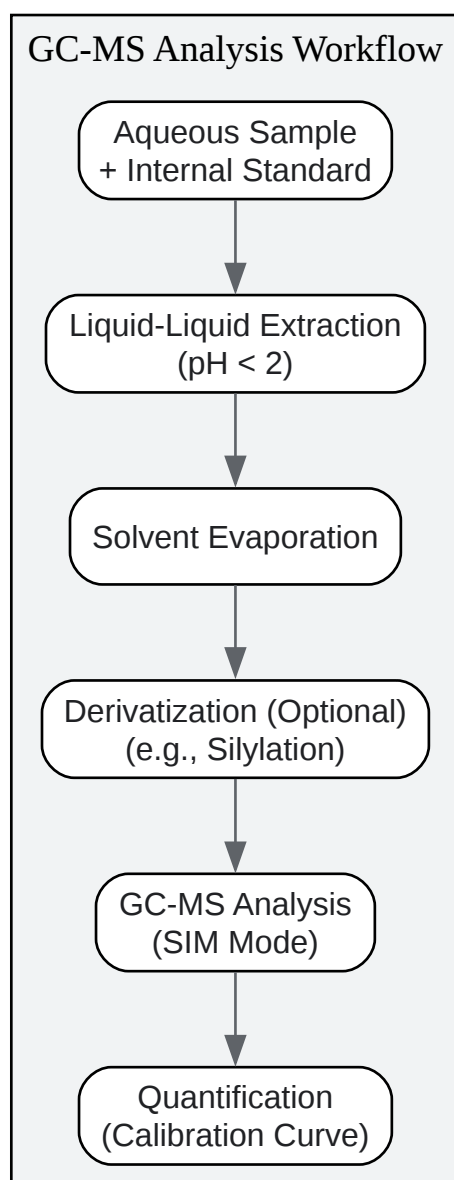 GC-MS Analysis Workflow
Aqueous Sample
+ Internal Standard
Liquid-Liquid Extraction
(pH < 2)
Solvent Evaporation
Derivatization (Optional)
(e.g., Silylation)
GC-MS Analysis
(SIM Mode)
Quantification
(Calibration Curve)